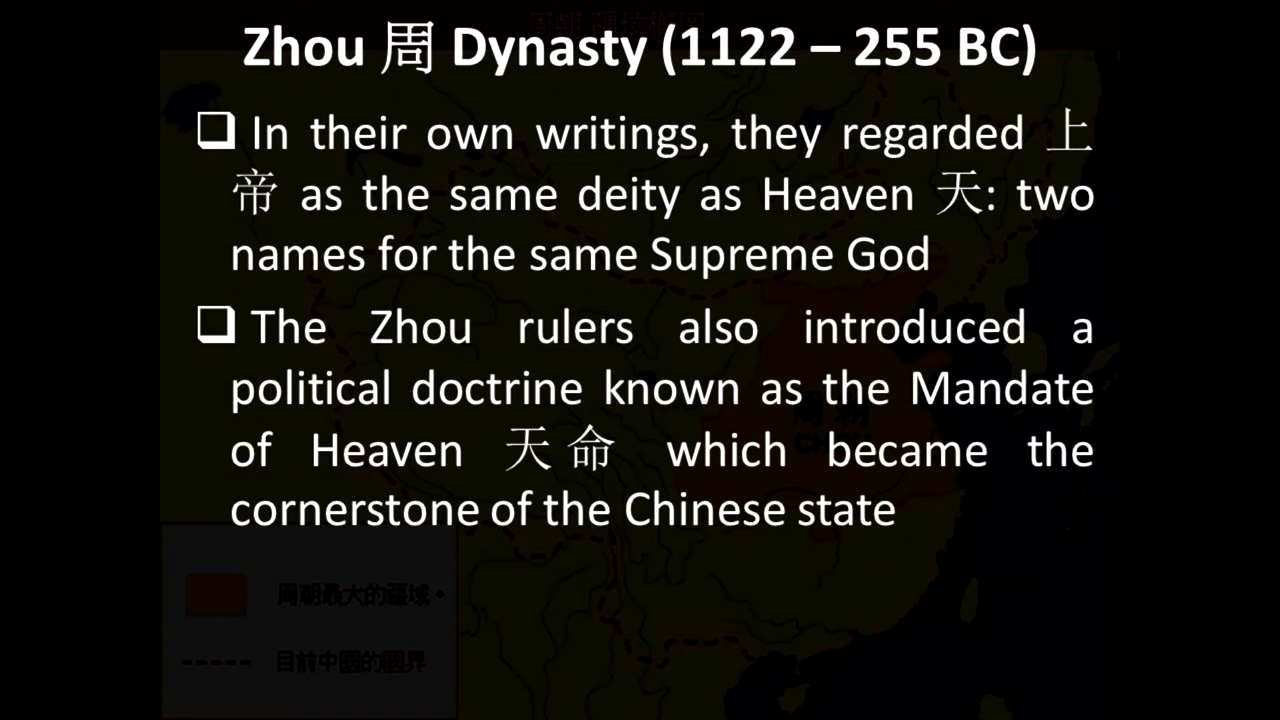 Zhou 周 Dynasty (1122 – 255 BC)
❑ In their own writings, they regarded 上
帝 as the same deity as Heaven 天: two
names for the same Supreme God
❑ The Zhou rulers also introduced a
political doctrine known as the Mandate
of Heaven 天命 which became the
cornerstone of the Chinese state
周朝最大的疆域。
目前中國的國界